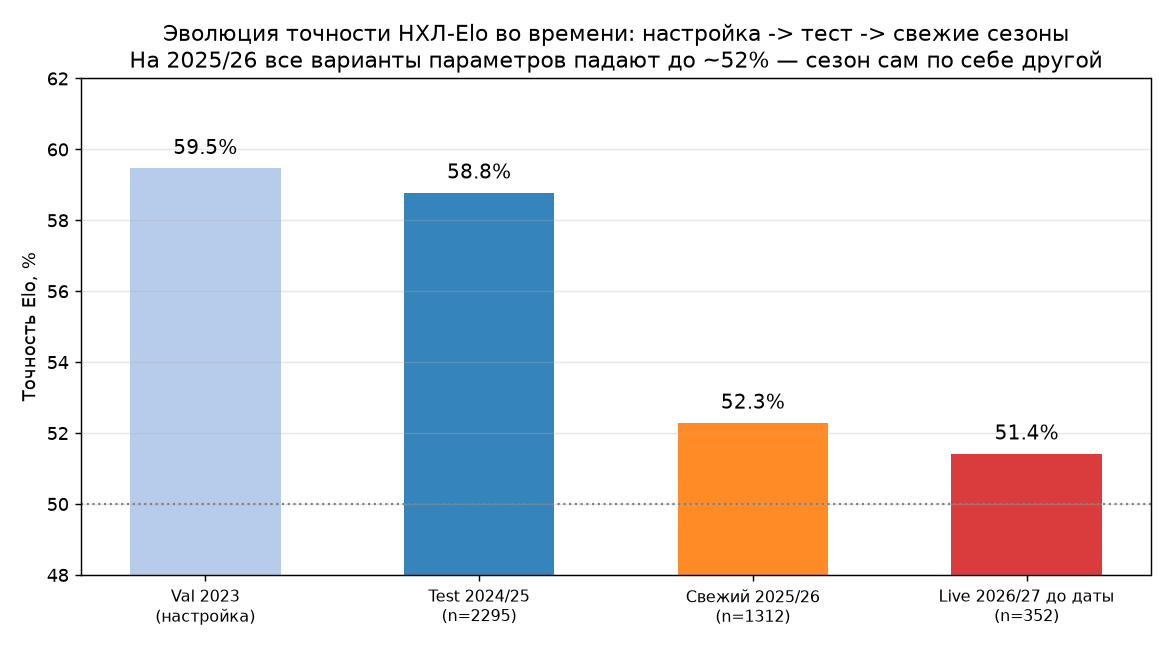 Эволюция точности НХЛ-Elo во времени: настройка -> тест -> свежие сезоны
На 2025/26 все варианты параметров падают до ~52% — сезон сам по себе другой
Точность Elo, %
62
60
58
56
54
52
50
48
59.5%
58.8%
52.3%
51.4%
Val 2023
(настройка)
Test 2024/25
(n=2295)
Свежий 2025/26
(n=1312)
Live 2026/27 до даты
(n=352)